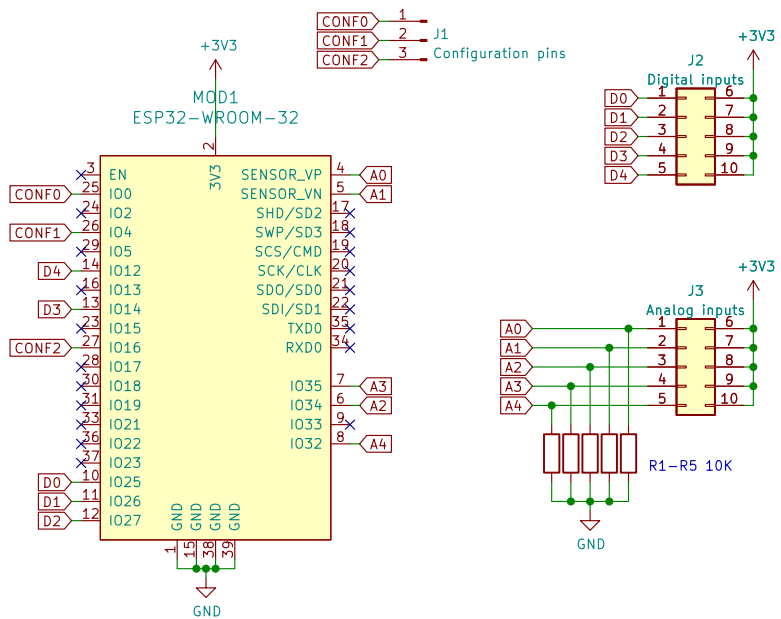 CONF0 1
CONF1 2
CONF2 3
J1
Configuration pins
+3V3
MOD1
ESP32-WROOM-32
2
3V3
3 EN
25 IO0
24 IO2
26 IO4
29 IO5
14 IO12
16 IO13
13 IO14
23 IO15
27 IO16
28 IO17
30 IO18
31 IO19
33 IO21
36 IO22
37 IO23
10 IO25
11 IO26
12 IO27
CONF0
CONF1
D4
D3
CONF2
D0
D1
D2
SENSOR_VP 4 A0
SENSOR_VN 5 A1
SHD/SD2 17
SWP/SD3 18
SCS/CMD 19
SCK/CLK 20
SDO/SD0 21
SDI/SD1 22
TXD0 35
RXD0 34
IO35 7 A3
IO34 6 A2
IO33 9
IO32 8 A4
GND GND GND GND
1 15 38 39
GND
+3V3
J2
Digital inputs
D0 1 6
D1 2 7
D2 3 8
D3 4 9
D4 5 10
+3V3
J3
Analog inputs
A0 1 6
A1 2 7
A2 3 8
A3 4 9
A4 5 10
R1-R5 10K
GND